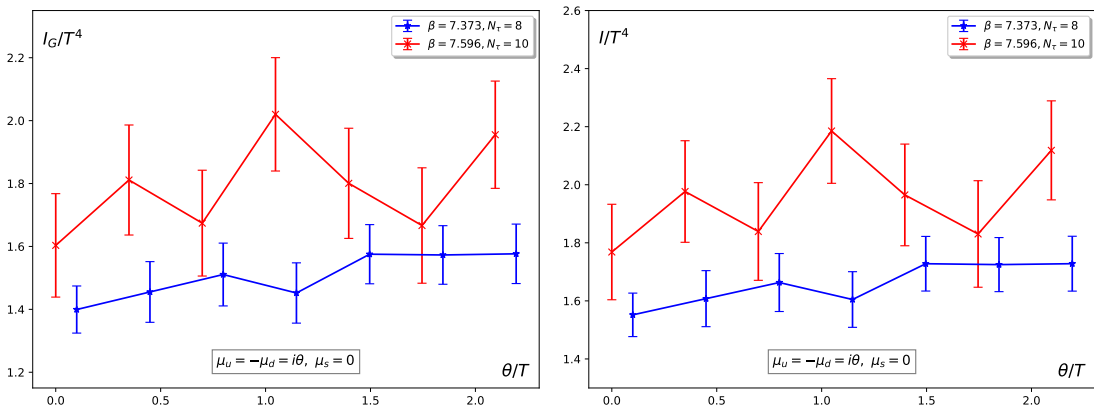 I_G/T^4
β = 7.373, N_τ = 8
β = 7.596, N_τ = 10
2.2
2.0
1.8
1.6
1.4
1.2
μ_u = −μ_d = iθ, μ_s = 0
θ/T
0.0
0.5
1.0
1.5
2.0
I/T^4
β = 7.373, N_τ = 8
β = 7.596, N_τ = 10
2.6
2.4
2.2
2.0
1.8
1.6
1.4
μ_u = −μ_d = iθ, μ_s = 0
θ/T
0.0
0.5
1.0
1.5
2.0